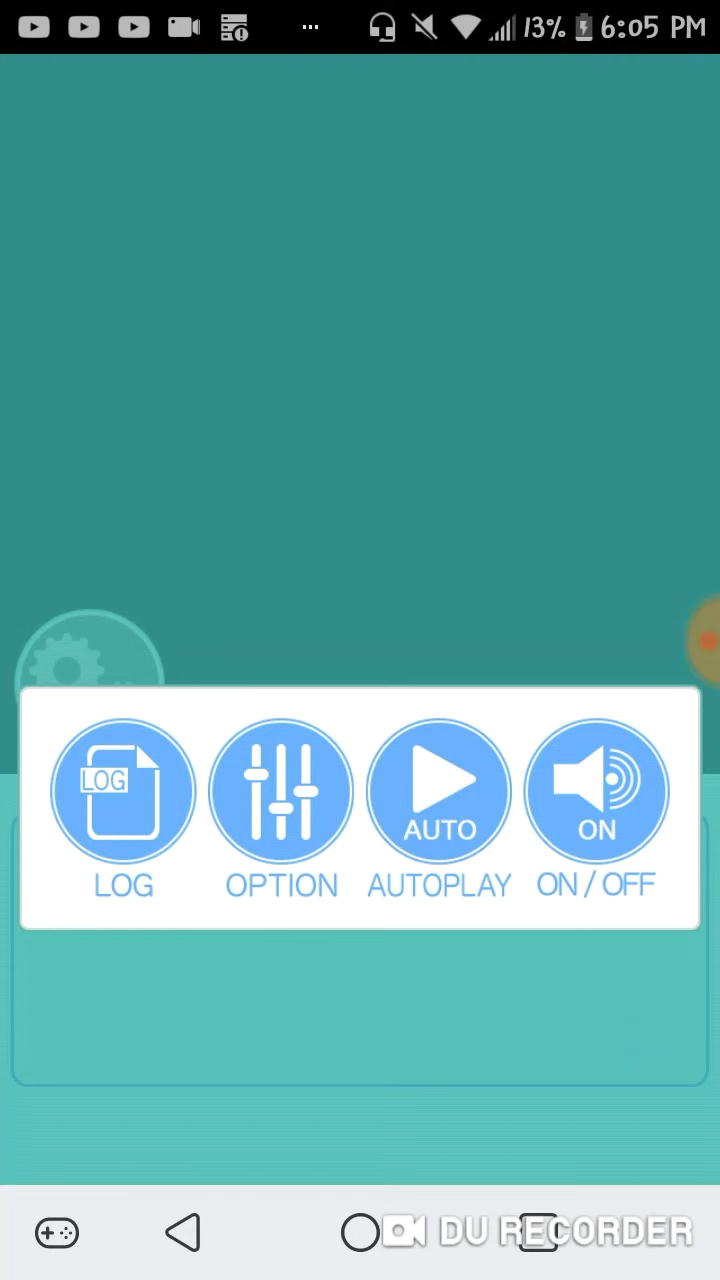 13% 6:05 PM
LOG
AUTO
ON
LOG
OPTION
AUTOPLAY
ON / OFF
DU RECORDER